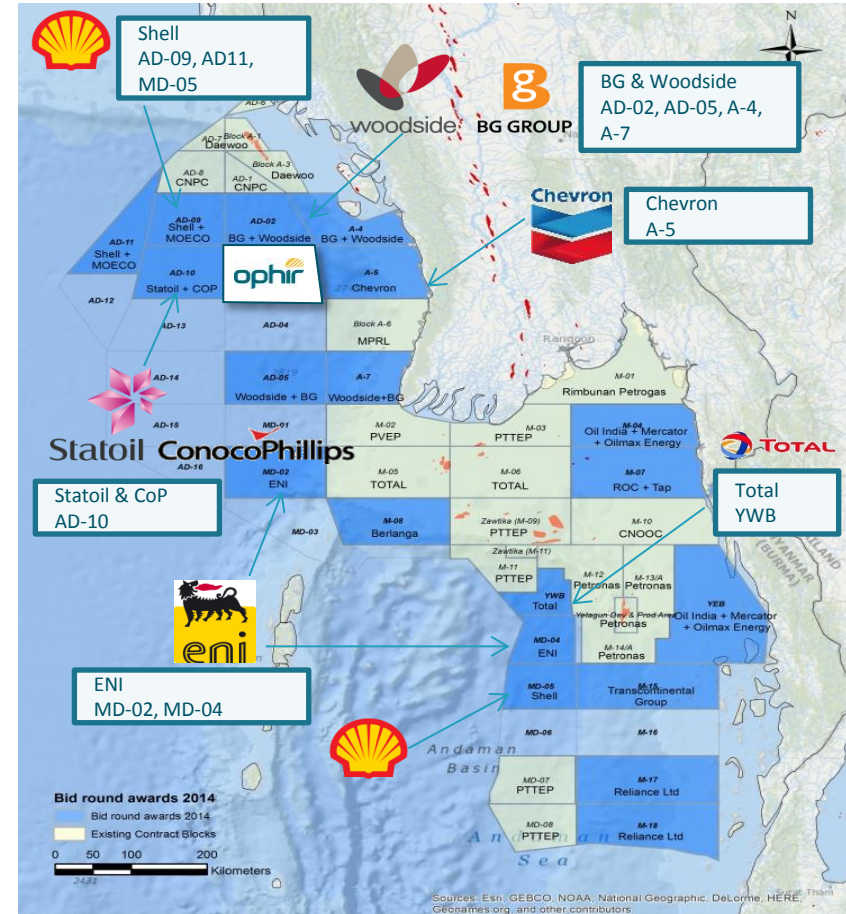 Shell
AD-09, AD11,
MD-05
woodside
BG GROUP
BG & Woodside
AD-02, AD-05, A-4,
A-7
N
Chevron
Chevron
A-5
AD-6
AD-7
Block A-1
Daewoo
Block A-3
Daewoo
AD-8
CNPC
AD-1
CNPC
AD-09
Shell +
MOECO
AD-02
BG + Woodside
A-4
BG + Woodside
AD-11
Shell +
MOECO
AD-10
Statoil + COP
ophir
A-5
Chevron
AD-12
AD-13
AD-04
Block A-6
MPRL
Rangoon
AD-14
AD-05
Woodside + BG
A-7
Woodside+BG
M-01
Rimbunan Petrogas
AD-15
MD-01
M-02
PVEP
M-03
PTTEP
M-04
Oil India + Mercator
+ Oilmax Energy
Statoil
ConocoPhillips
TOTAL
AD-16
MD-02
ENI
M-05
TOTAL
M-06
TOTAL
M-07
ROC + Tap
Statoil & CoP
AD-10
Total
YWB
MD-03
M-08
Berlanga
Zawtika (M-09)
PTTEP
M-10
CNOOC
MYANMAR
(BURMA)
THAILAND
Zawtika (M-11)
M-11
PTTEP
M-12
Petronas
M-13/A
Petronas
YWB
Total
Yetagun Dev & Prod Area
Petronas
YEB
Oil India + Mercator
+ Oilmax Energy
eni
MD-04
ENI
M-14/A
Petronas
ENI
MD-02, MD-04
MD-05
Shell
M-15
Transcontinental
Group
MD-06
M-16
Andaman
Basin
MD-07
PTTEP
M-17
Reliance Ltd
MD-08
PTTEP
M-18
Reliance Ltd
Sea
Bid round awards 2014
Bid round awards 2014
Existing Contract Blocks
0 50 100 200
Kilometers
Surat Thani
Sources: Esri, GEBCO, NOAA, National Geographic, DeLorme, HERE,
Geonames.org, and other contributors